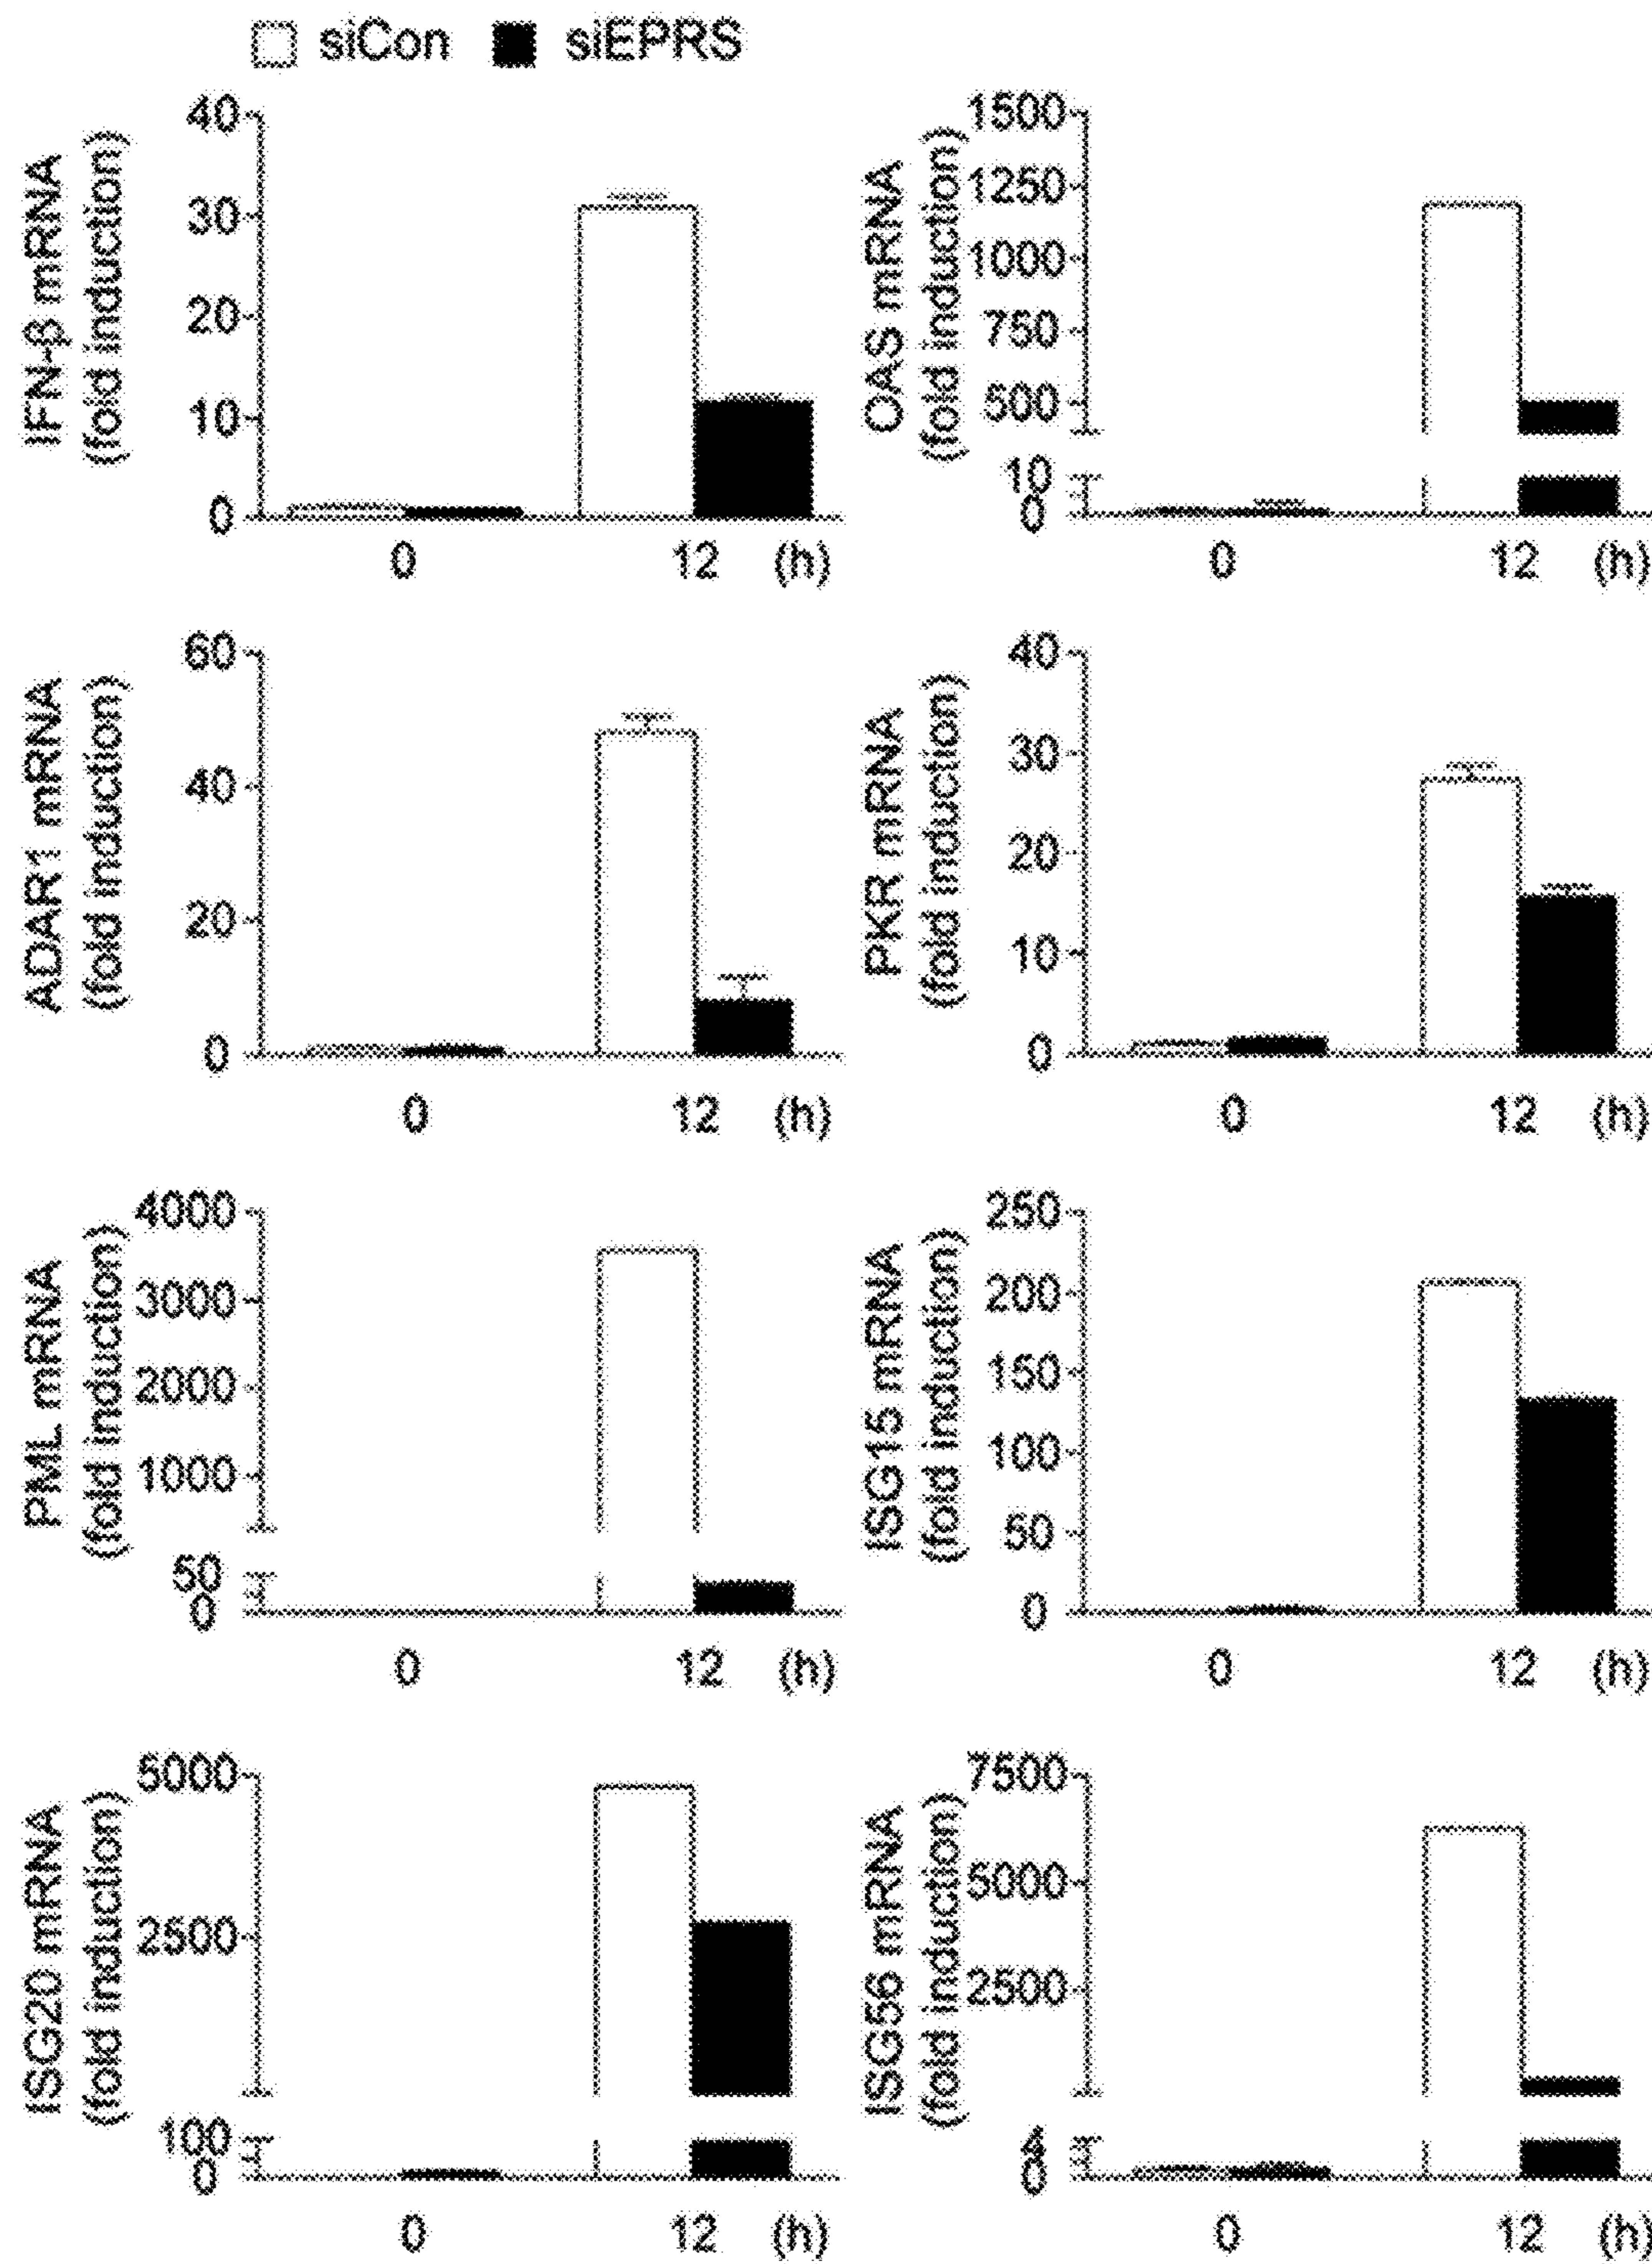 siCon siEPRS
IFN-β mRNA
(fold induction)
40
30
20
10
0
0 12 (h)
OAS mRNA
(fold induction)
1500
1250
1000
750
500
10
0
0 12 (h)
ADAR1 mRNA
(fold induction)
60
40
20
0
0 12 (h)
PKR mRNA
(fold induction)
40
30
20
10
0
0 12 (h)
PML mRNA
(fold induction)
4000
3000
2000
1000
50
0
0 12 (h)
ISG15 mRNA
(fold induction)
250
200
150
100
50
0
0 12 (h)
ISG20 mRNA
(fold induction)
5000
2500
100
0
0 12 (h)
ISG56 mRNA
(fold induction)
7500
5000
2500
4
0
0 12 (h)